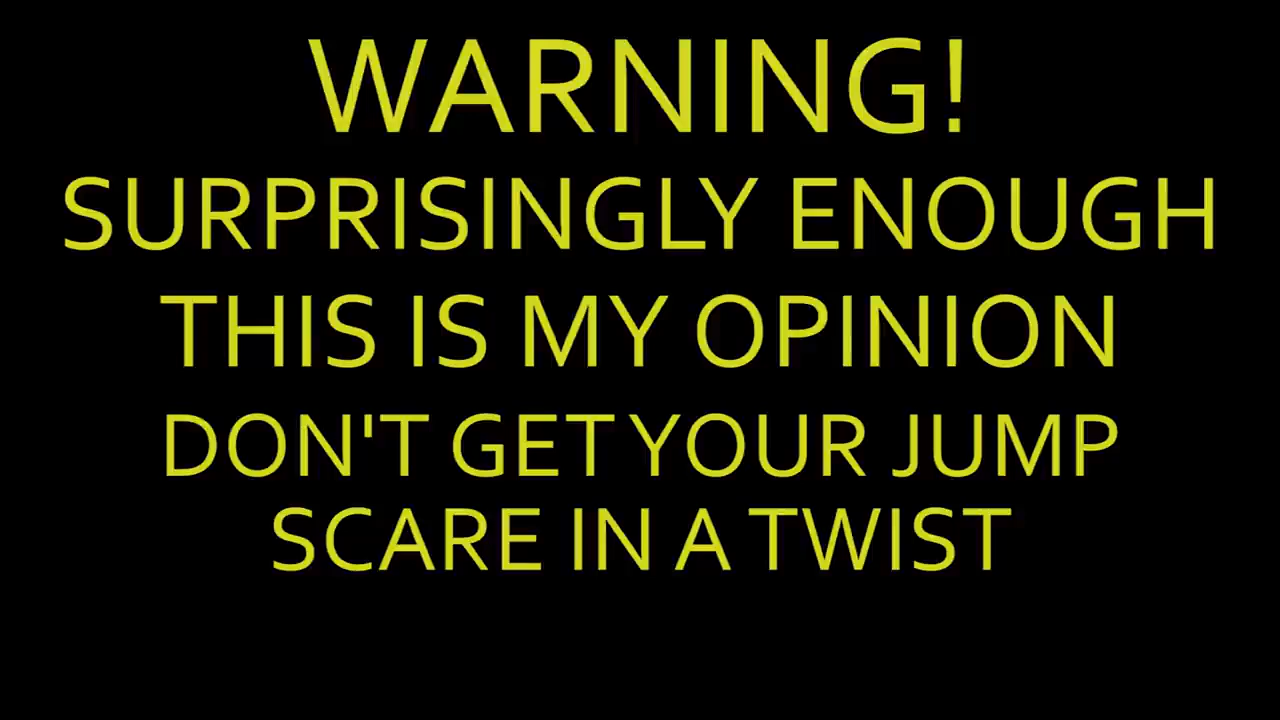 WARNING!
SURPRISINGLY ENOUGH
THIS IS MY OPINION
DON'T GET YOUR JUMP
SCARE IN A TWIST